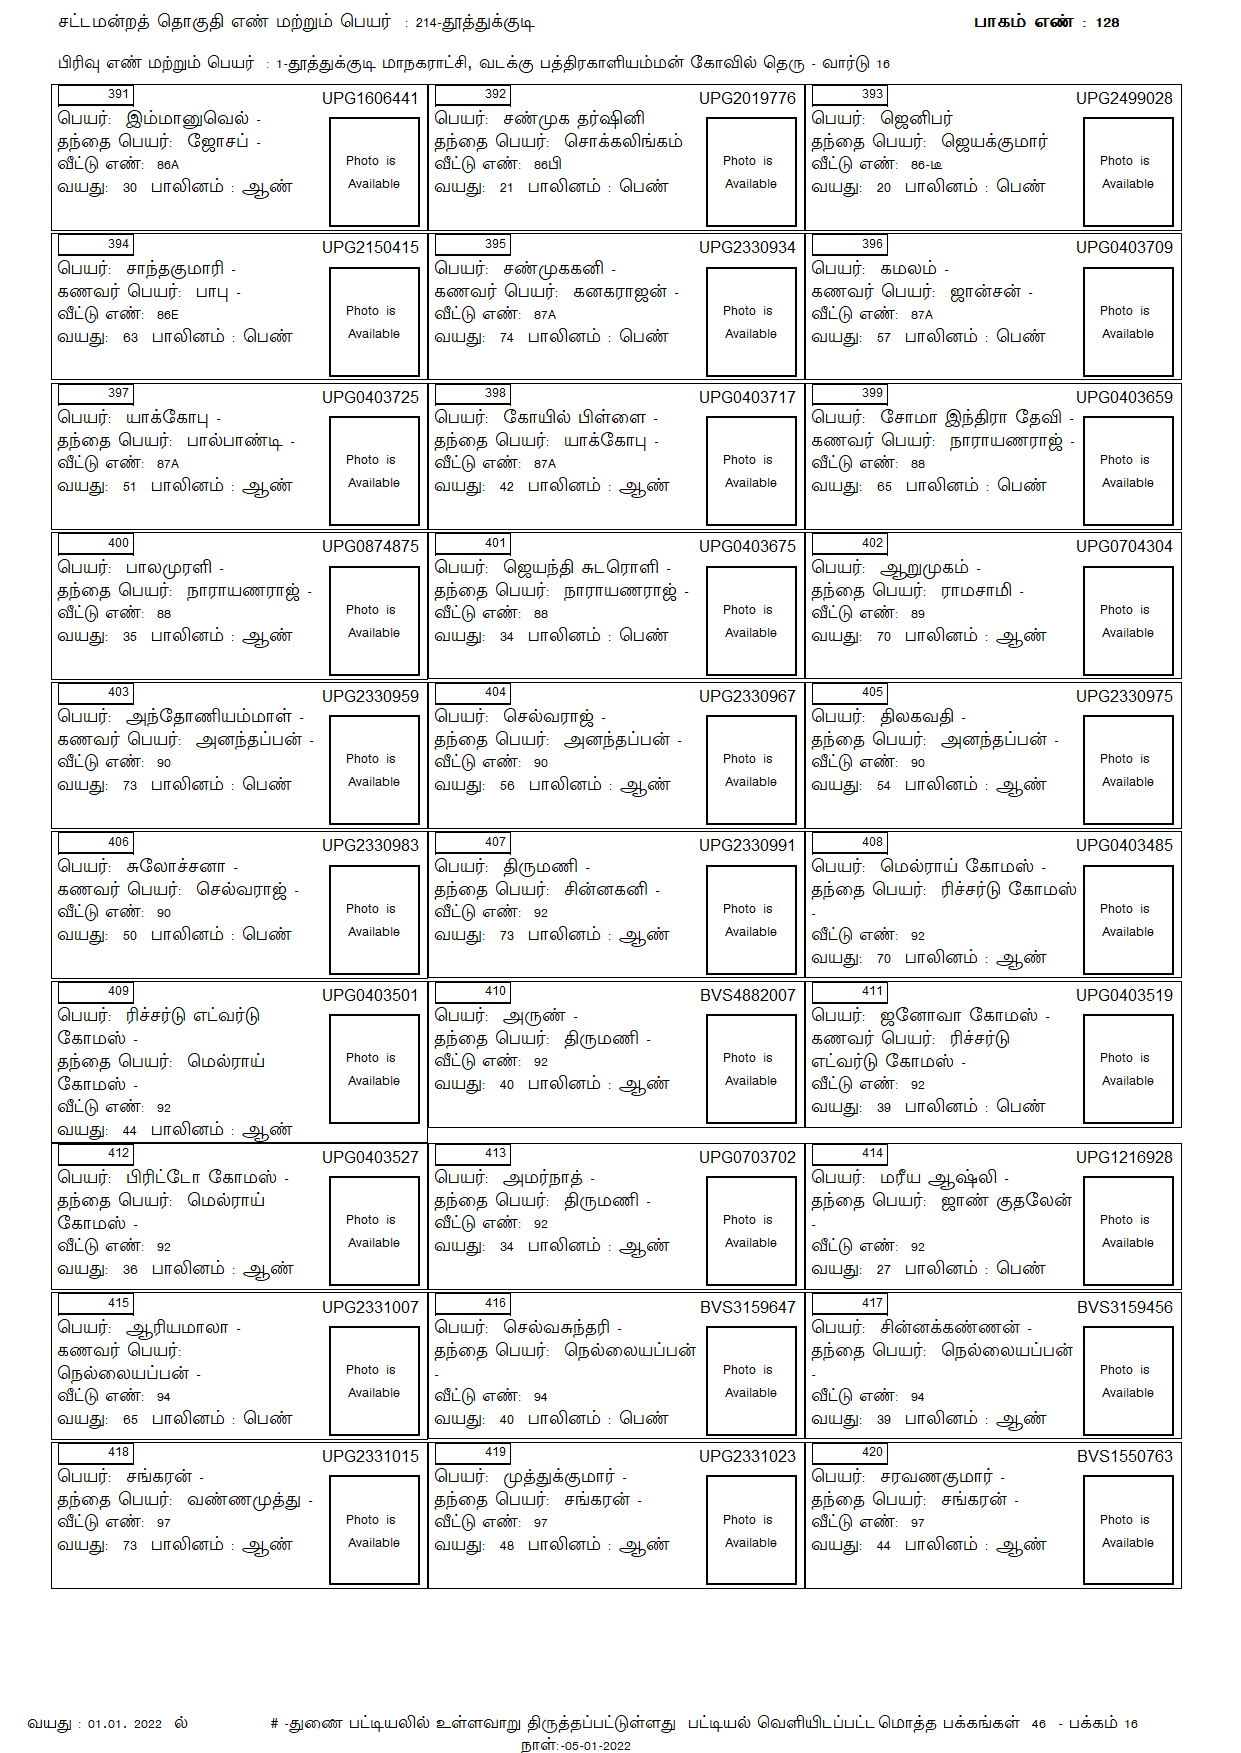 சட்டமன்றத் தொகுதி எண் மற்றும் பெயர் : 214-தூத்துக்குடி பாகம் எண் : 128
பிரிவு எண் மற்றும் பெயர் : 1-தூத்துக்குடி மாநகராட்சி, வடக்கு பத்திரகாளியம்மன் கோவில் தெரு - வார்டு 16
391 UPG1606441
பெயர்: இம்மானுவெல் -
தந்தை பெயர்: ஜோசப் -
வீட்டு எண்: 86A
வயது: 30 பாலினம் : ஆண்
Photo is
Available
392 UPG2019776
பெயர்: சண்முக தர்ஷினி
தந்தை பெயர்: சொக்கலிங்கம்
வீட்டு எண்: 86பி
வயது: 21 பாலினம் : பெண்
Photo is
Available
393 UPG2499028
பெயர்: ஜெனிபர்
தந்தை பெயர்: ஜெயக்குமார்
வீட்டு எண்: 86-டீ
வயது: 20 பாலினம் : பெண்
Photo is
Available
394 UPG2150415
பெயர்: சாந்தகுமாரி -
கணவர் பெயர்: பாபு -
வீட்டு எண்: 86E
வயது: 63 பாலினம் : பெண்
Photo is
Available
395 UPG2330934
பெயர்: சண்முககனி -
கணவர் பெயர்: கனகராஜன் -
வீட்டு எண்: 87A
வயது: 74 பாலினம் : பெண்
Photo is
Available
396 UPG0403709
பெயர்: கமலம் -
கணவர் பெயர்: ஜான்சன் -
வீட்டு எண்: 87A
வயது: 57 பாலினம் : பெண்
Photo is
Available
397 UPG0403725
பெயர்: யாக்கோபு -
தந்தை பெயர்: பால்பாண்டி -
வீட்டு எண்: 87A
வயது: 51 பாலினம் : ஆண்
Photo is
Available
398 UPG0403717
பெயர்: கோயில் பிள்ளை -
தந்தை பெயர்: யாக்கோபு -
வீட்டு எண்: 87A
வயது: 42 பாலினம் : ஆண்
Photo is
Available
399 UPG0403659
பெயர்: சோமா இந்திரா தேவி -
கணவர் பெயர்: நாராயணராஜ் -
வீட்டு எண்: 88
வயது: 65 பாலினம் : பெண்
Photo is
Available
400 UPG0874875
பெயர்: பாலமுரளி -
தந்தை பெயர்: நாராயணராஜ் -
வீட்டு எண்: 88
வயது: 35 பாலினம் : ஆண்
Photo is
Available
401 UPG0403675
பெயர்: ஜெயந்தி சுடரொளி -
தந்தை பெயர்: நாராயணராஜ் -
வீட்டு எண்: 88
வயது: 34 பாலினம் : பெண்
Photo is
Available
402 UPG0704304
பெயர்: ஆறுமுகம் -
தந்தை பெயர்: ராமசாமி -
வீட்டு எண்: 89
வயது: 70 பாலினம் : ஆண்
Photo is
Available
403 UPG2330959
பெயர்: அந்தோணியம்மாள் -
கணவர் பெயர்: அனந்தப்பன் -
வீட்டு எண்: 90
வயது: 73 பாலினம் : பெண்
Photo is
Available
404 UPG2330967
பெயர்: செல்வராஜ் -
தந்தை பெயர்: அனந்தப்பன் -
வீட்டு எண்: 90
வயது: 56 பாலினம் : ஆண்
Photo is
Available
405 UPG2330975
பெயர்: திலகவதி -
தந்தை பெயர்: அனந்தப்பன் -
வீட்டு எண்: 90
வயது: 54 பாலினம் : ஆண்
Photo is
Available
406 UPG2330983
பெயர்: சுலோச்சனா -
கணவர் பெயர்: செல்வராஜ் -
வீட்டு எண்: 90
வயது: 50 பாலினம் : பெண்
Photo is
Available
407 UPG2330991
பெயர்: திருமணி -
தந்தை பெயர்: சின்னகனி -
வீட்டு எண்: 92
வயது: 73 பாலினம் : ஆண்
Photo is
Available
408 UPG0403485
பெயர்: மெல்ராய் கோமஸ் -
தந்தை பெயர்: ரிச்சர்டு கோமஸ்
-
வீட்டு எண்: 92
வயது: 70 பாலினம் : ஆண்
Photo is
Available
409 UPG0403501
பெயர்: ரிச்சர்டு எட்வர்டு
கோமஸ் -
தந்தை பெயர்: மெல்ராய்
கோமஸ் -
வீட்டு எண்: 92
வயது: 44 பாலினம் : ஆண்
Photo is
Available
410 BVS4882007
பெயர்: அருண் -
தந்தை பெயர்: திருமணி -
வீட்டு எண்: 92
வயது: 40 பாலினம் : ஆண்
Photo is
Available
411 UPG0403519
பெயர்: ஜனோவா கோமஸ் -
கணவர் பெயர்: ரிச்சர்டு
எட்வர்டு கோமஸ் -
வீட்டு எண்: 92
வயது: 39 பாலினம் : பெண்
Photo is
Available
412 UPG0403527
பெயர்: பிரிட்டோ கோமஸ் -
தந்தை பெயர்: மெல்ராய்
கோமஸ் -
வீட்டு எண்: 92
வயது: 36 பாலினம் : ஆண்
Photo is
Available
413 UPG0703702
பெயர்: அமர்நாத் -
தந்தை பெயர்: திருமணி -
வீட்டு எண்: 92
வயது: 34 பாலினம் : ஆண்
Photo is
Available
414 UPG1216928
பெயர்: மரீய ஆஷ்லி -
தந்தை பெயர்: ஜாண் குதலேன்
-
வீட்டு எண்: 92
வயது: 27 பாலினம் : பெண்
Photo is
Available
415 UPG2331007
பெயர்: ஆரியமாலா -
கணவர் பெயர்:
நெல்லையப்பன் -
வீட்டு எண்: 94
வயது: 65 பாலினம் : பெண்
Photo is
Available
416 BVS3159647
பெயர்: செல்வசுந்தரி -
தந்தை பெயர்: நெல்லையப்பன்
-
வீட்டு எண்: 94
வயது: 40 பாலினம் : பெண்
Photo is
Available
417 BVS3159456
பெயர்: சின்னக்கண்ணன் -
தந்தை பெயர்: நெல்லையப்பன்
-
வீட்டு எண்: 94
வயது: 39 பாலினம் : ஆண்
Photo is
Available
418 UPG2331015
பெயர்: சங்கரன் -
தந்தை பெயர்: வண்ணமுத்து -
வீட்டு எண்: 97
வயது: 73 பாலினம் : ஆண்
Photo is
Available
419 UPG2331023
பெயர்: முத்துக்குமார் -
தந்தை பெயர்: சங்கரன் -
வீட்டு எண்: 97
வயது: 48 பாலினம் : ஆண்
Photo is
Available
420 BVS1550763
பெயர்: சரவணகுமார் -
தந்தை பெயர்: சங்கரன் -
வீட்டு எண்: 97
வயது: 44 பாலினம் : ஆண்
Photo is
Available
வயது : 01.01. 2022 ல் # -துணை பட்டியலில் உள்ளவாறு திருத்தப்பட்டுள்ளது பட்டியல் வெளியிடப்பட்ட மொத்த பக்கங்கள் 46 - பக்கம் 16
நாள்:-05-01-2022